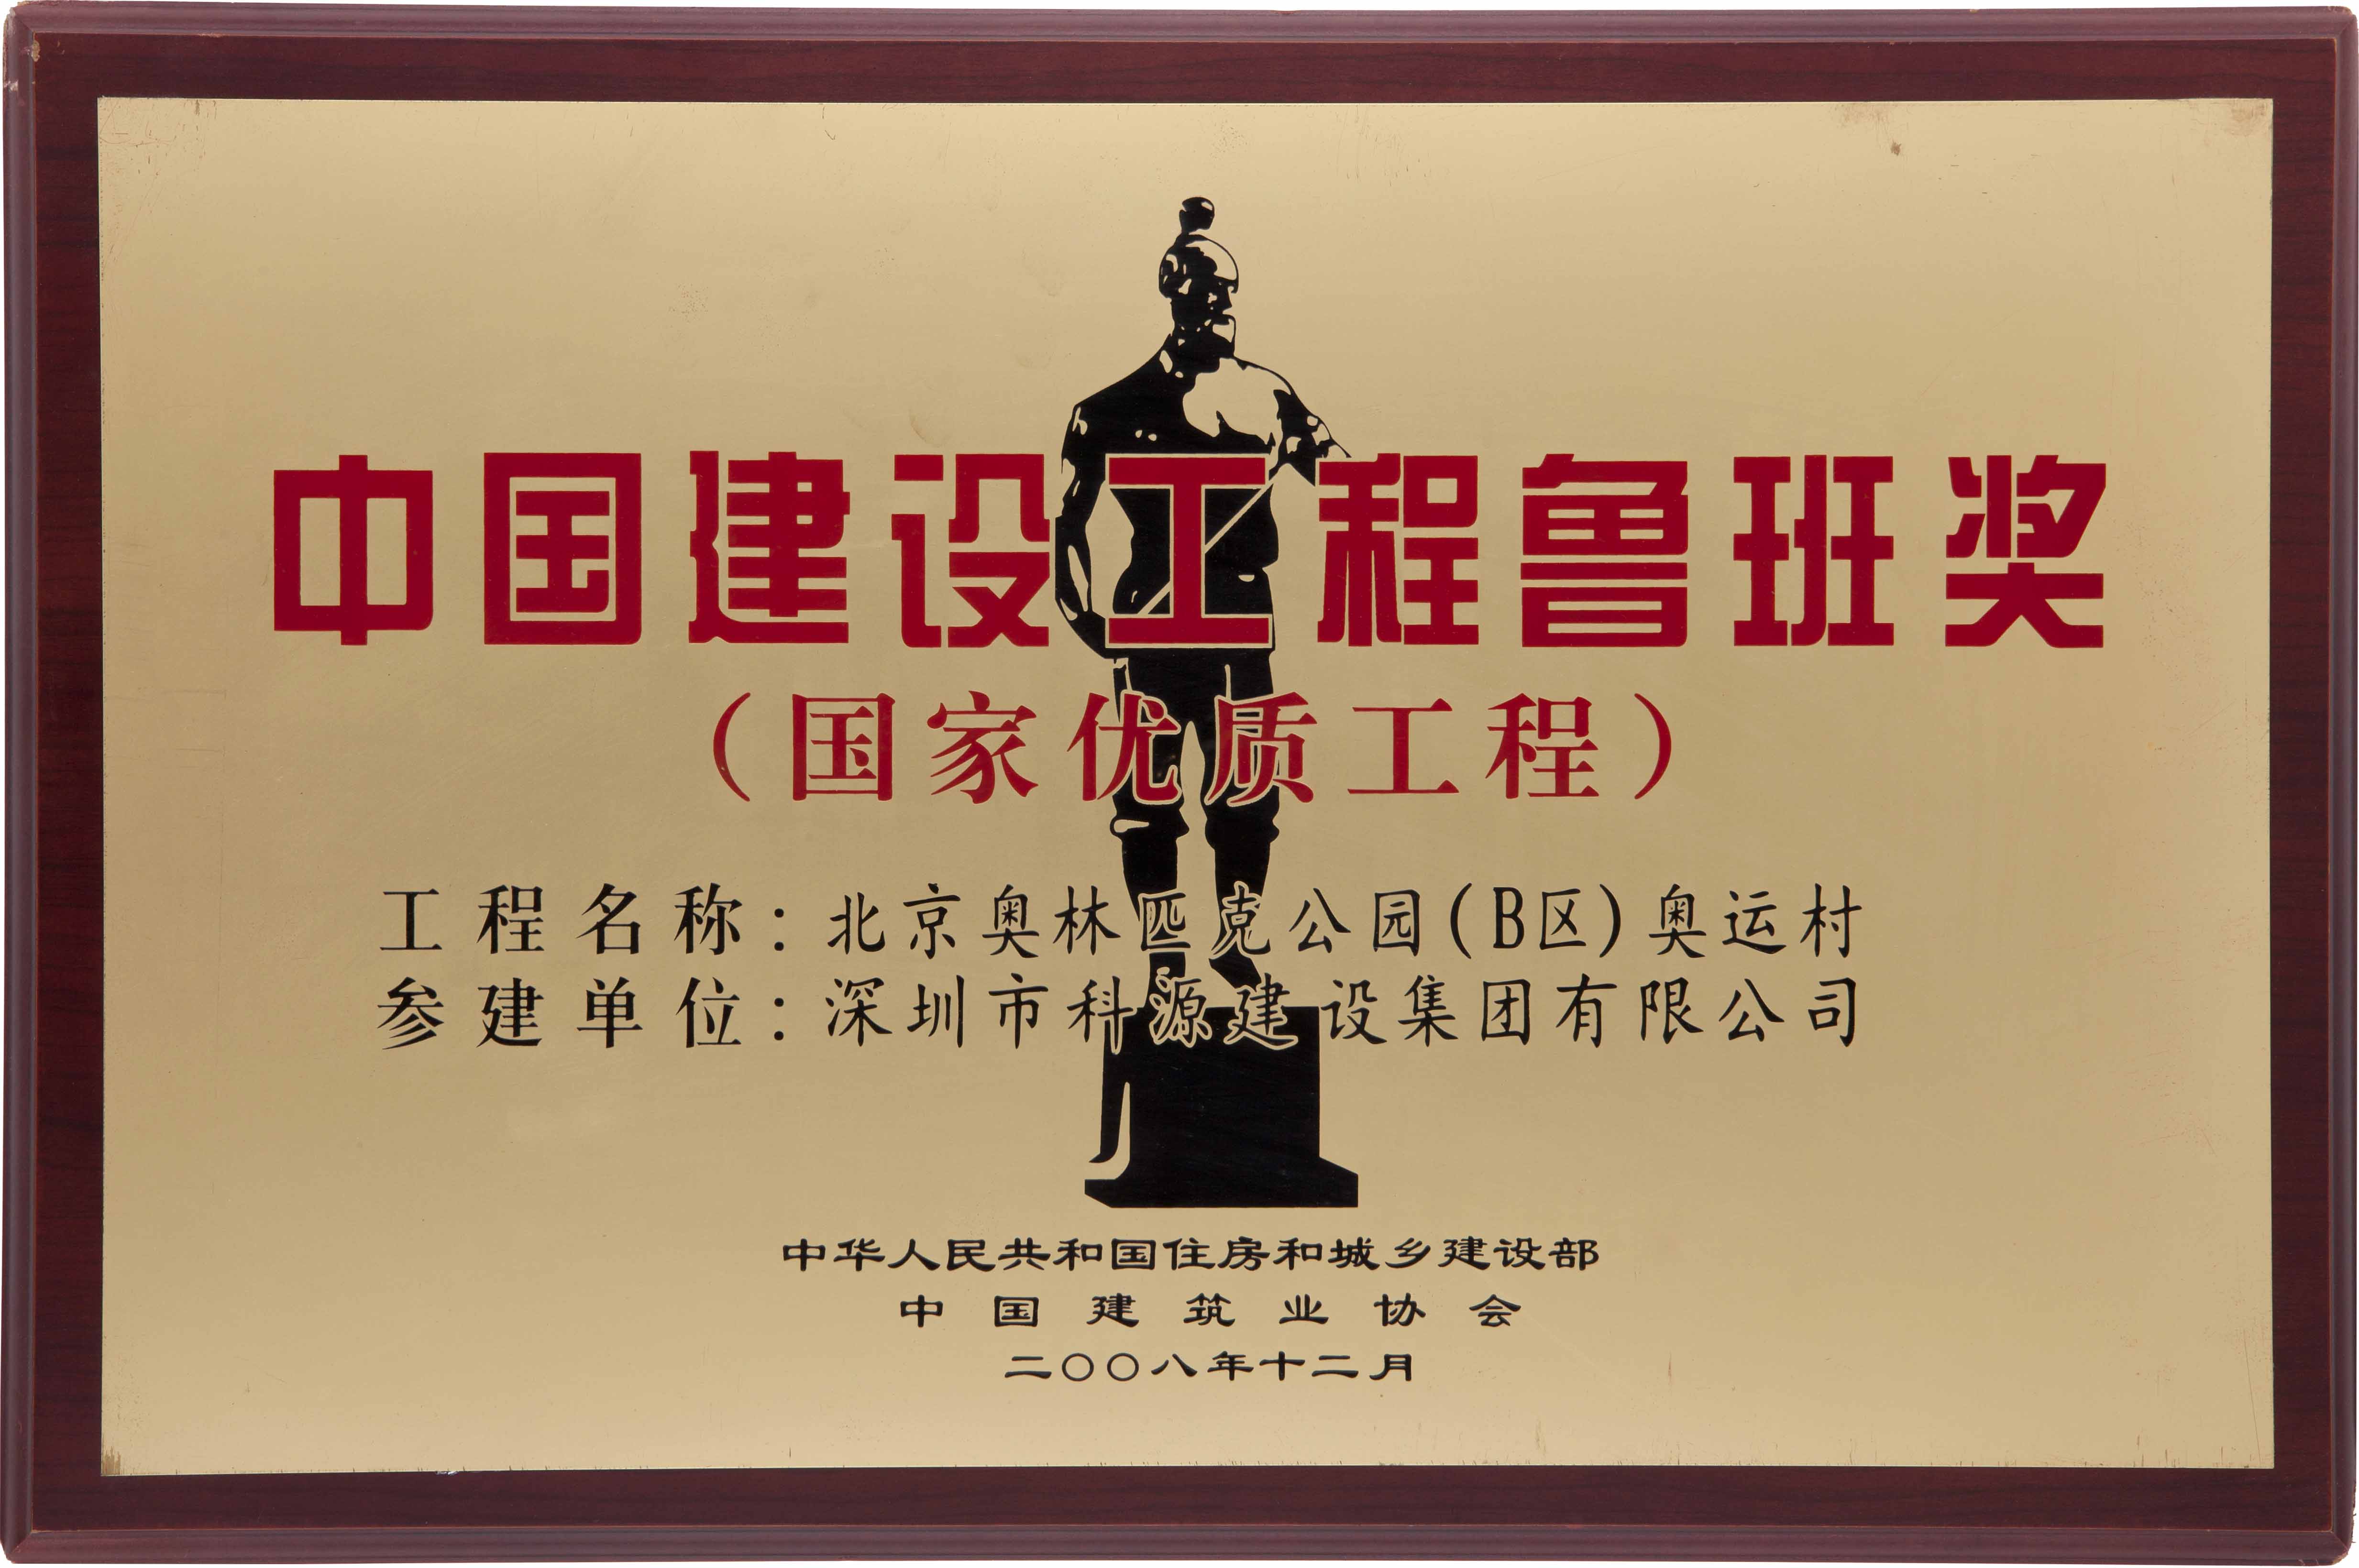 中国建设工程鲁班奖
（国家优质工程）
工程名称：北京奥林匹克公园（B区）奥运村
参建单位：深圳市科源建设集团有限公司
中华人民共和国住房和城乡建设部
中国建筑业协会
二〇〇八年十二月